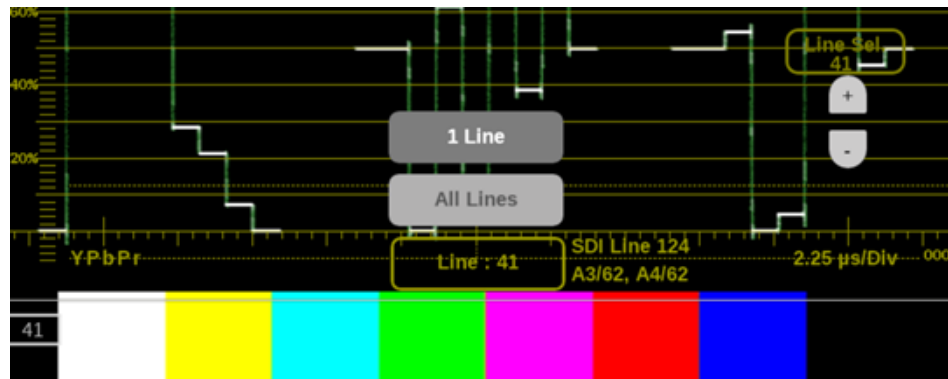 60%
Line Sel
41
40%
+
1 Line
20%
-
All Lines
YPbPr
Line : 41
SDI Line 124
A3/62, A4/62
2.25 µs/Div
000
41